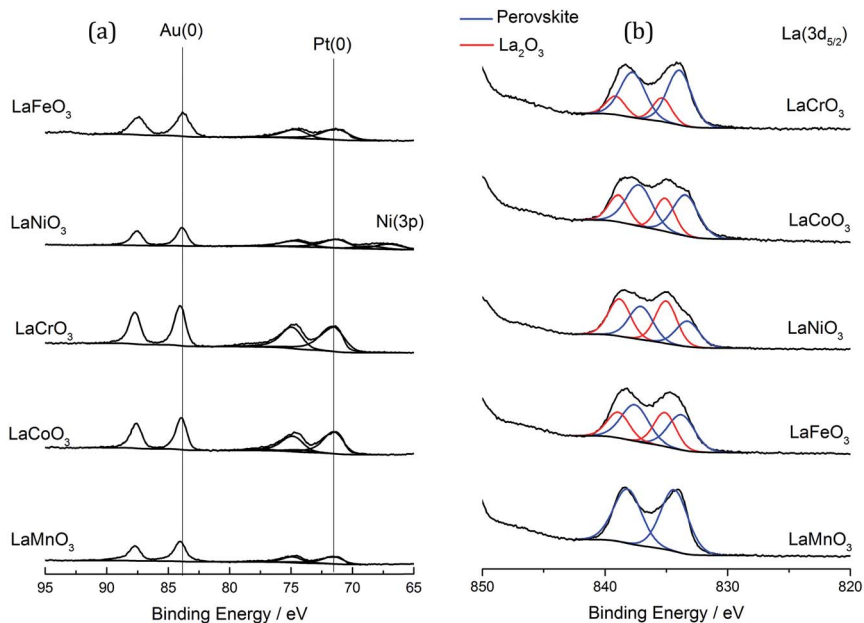 (a)
Au(0)
Pt(0)
LaFeO₃
LaNiO₃
Ni(3p)
LaCrO₃
LaCoO₃
LaMnO₃
95 90 85 80 75 70 65
Binding Energy / eV
Perovskite
La₂O₃
(b)
La(3d₅/₂)
LaCrO₃
LaCoO₃
LaNiO₃
LaFeO₃
LaMnO₃
850 840 830 820
Binding Energy / eV